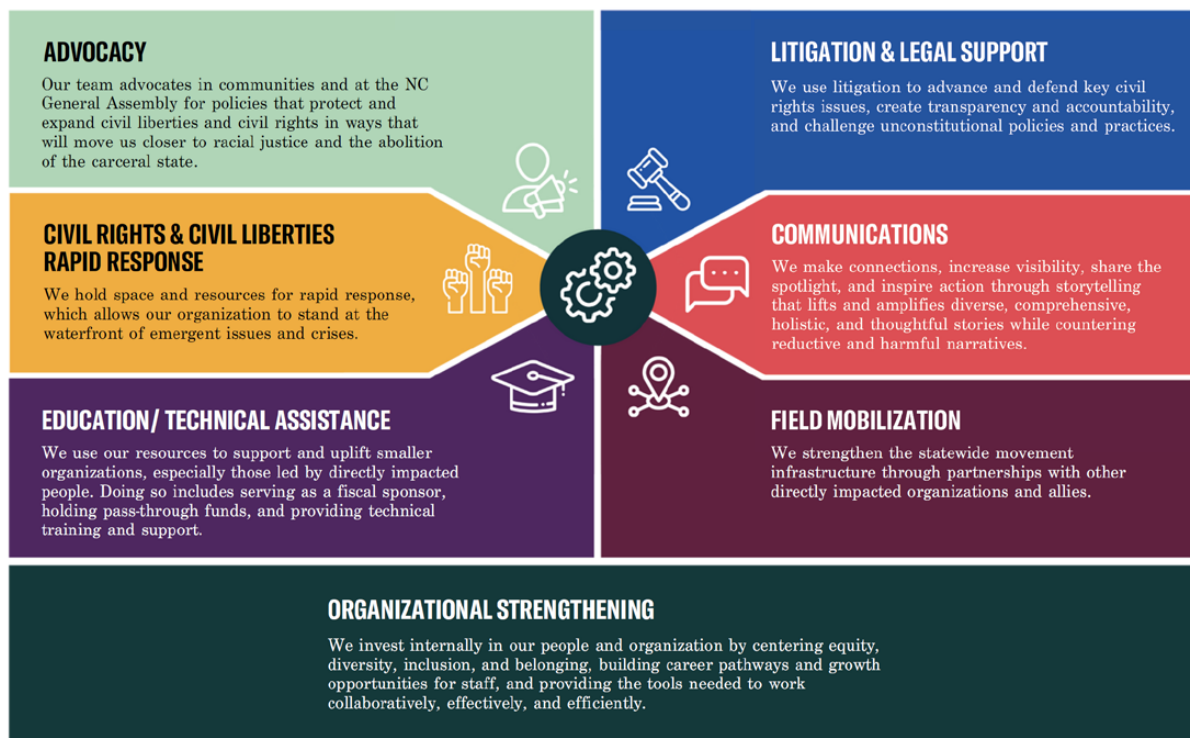 ADVOCACY
Our team advocates in communities and at the NC
General Assembly for policies that protect and
expand civil liberties and civil rights in ways that
will move us closer to racial justice and the abolition
of the carceral state.
LITIGATION & LEGAL SUPPORT
We use litigation to advance and defend key civil
rights issues, create transparency and accountability,
and challenge unconstitutional policies and practices.
CIVIL RIGHTS & CIVIL LIBERTIES
RAPID RESPONSE
We hold space and resources for rapid response,
which allows our organization to stand at the
waterfront of emergent issues and crises.
COMMUNICATIONS
We make connections, increase visibility, share the
spotlight, and inspire action through storytelling
that lifts and amplifies diverse, comprehensive,
holistic, and thoughtful stories while countering
reductive and harmful narratives.
EDUCATION/ TECHNICAL ASSISTANCE
We use our resources to support and uplift smaller
organizations, especially those led by directly impacted
people. Doing so includes serving as a fiscal sponsor,
holding pass-through funds, and providing technical
training and support.
FIELD MOBILIZATION
We strengthen the statewide movement
infrastructure through partnerships with other
directly impacted organizations and allies.
ORGANIZATIONAL STRENGTHENING
We invest internally in our people and organization by centering equity,
diversity, inclusion, and belonging, building career pathways and growth
opportunities for staff, and providing the tools needed to work
collaboratively, effectively, and efficiently.